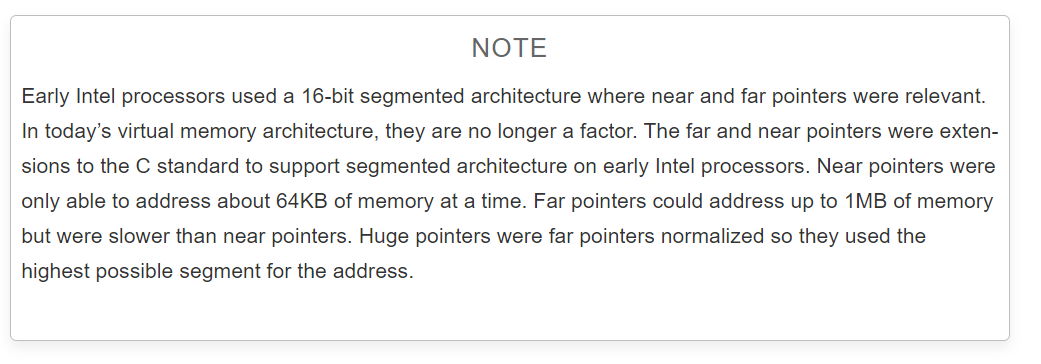 NOTE
Early Intel processors used a 16-bit segmented architecture where near and far pointers were relevant.
In today’s virtual memory architecture, they are no longer a factor. The far and near pointers were exten-
sions to the C standard to support segmented architecture on early Intel processors. Near pointers were
only able to address about 64KB of memory at a time. Far pointers could address up to 1MB of memory
but were slower than near pointers. Huge pointers were far pointers normalized so they used the
highest possible segment for the address.